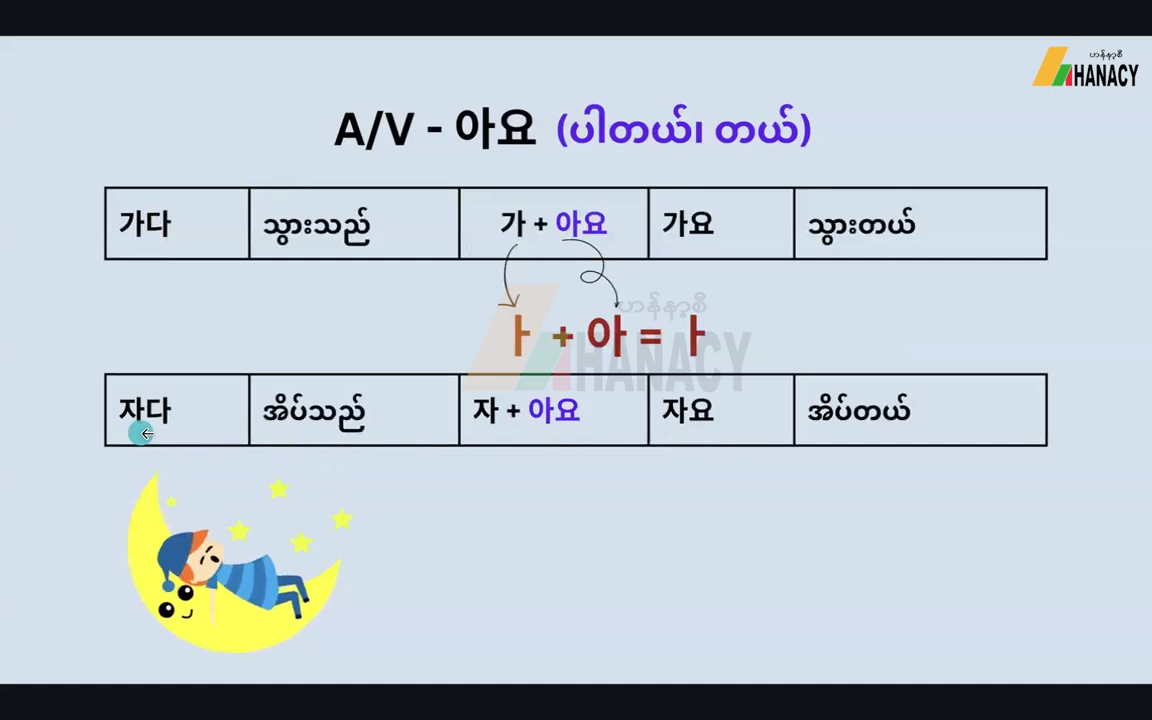 ဟန်နာ့စီ
HANACY
A/V - 아요 (ပါတယ်၊ တယ်)
가다 သွားသည် 가 + 아요 가요 သွားတယ်
ဟန်နာ့စီ
HANACY
ㅏ + 아 = ㅏ
자다 အိပ်သည် 자 + 아요 자요 အိပ်တယ်